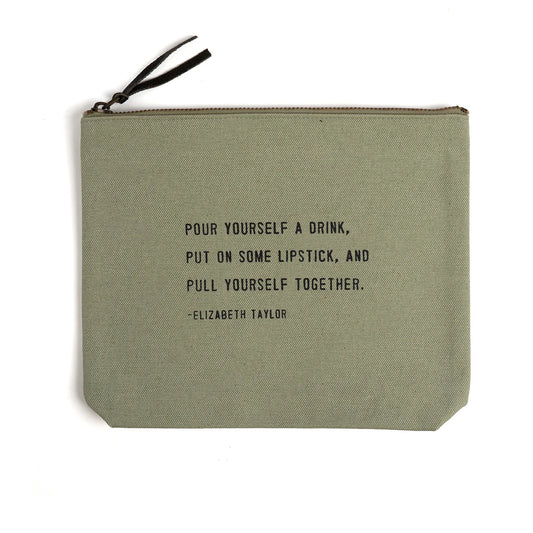 POUR YOURSELF A DRINK,
PUT ON SOME LIPSTICK, AND
PULL YOURSELF TOGETHER.
-ELIZABETH TAYLOR